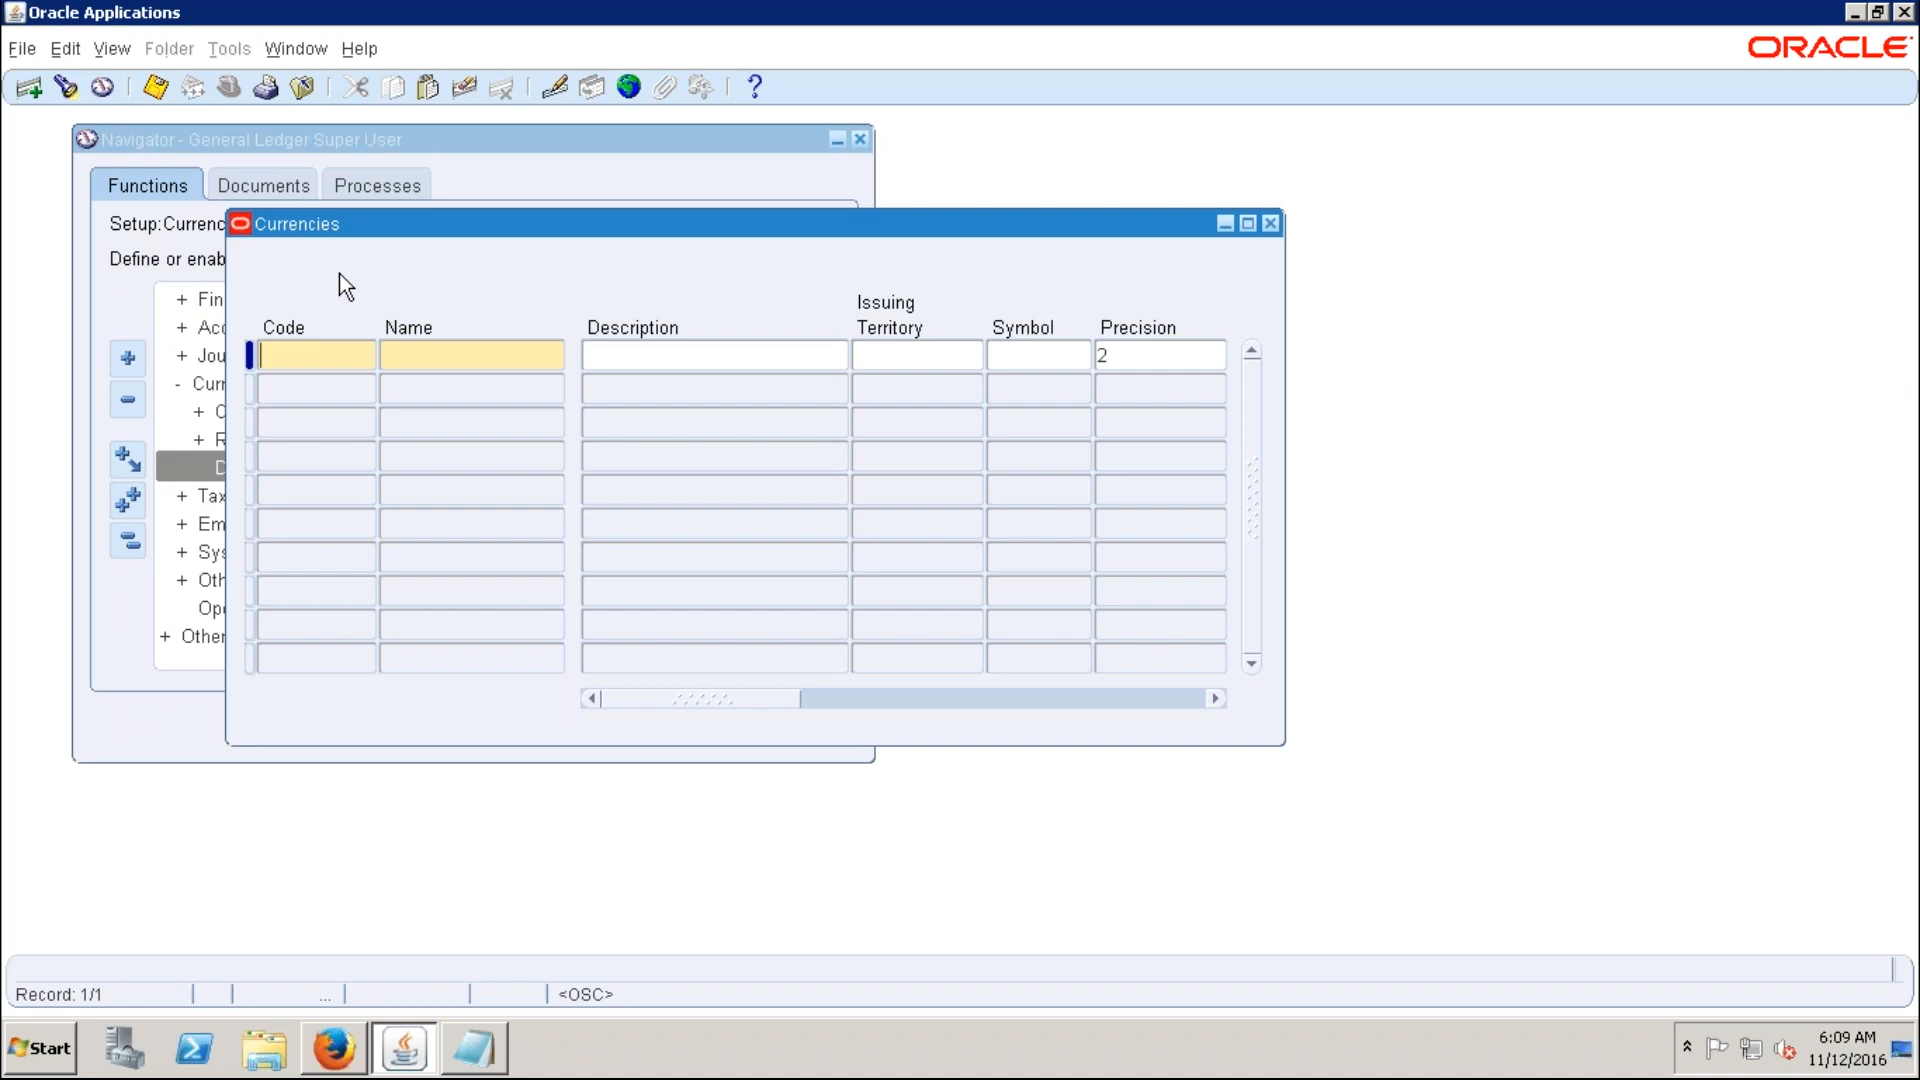 Oracle Applications
File Edit View Folder Tools Window Help
ORACLE
Navigator - General Ledger Super User
Functions Documents Processes
Setup:Currenc
Currencies
Define or enab
+ Fin
+ Acc
+ Jou
- Curr
+ C
+ R
D
+ Tax
+ Em
+ Sys
+ Oth
Ope
+ Other
Issuing
Code Name Description Territory Symbol Precision
2
Record: 1/1 ... <OSC>
Start
6:09 AM
11/12/2016